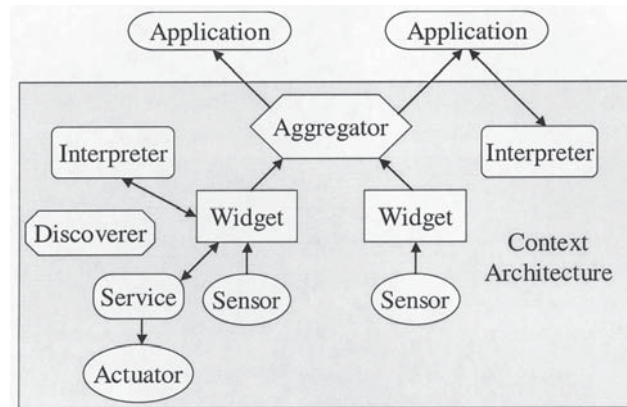 Application
Application
Aggregator
Interpreter
Interpreter
Widget
Widget
Discoverer
Context
Architecture
Service
Sensor
Sensor
Actuator